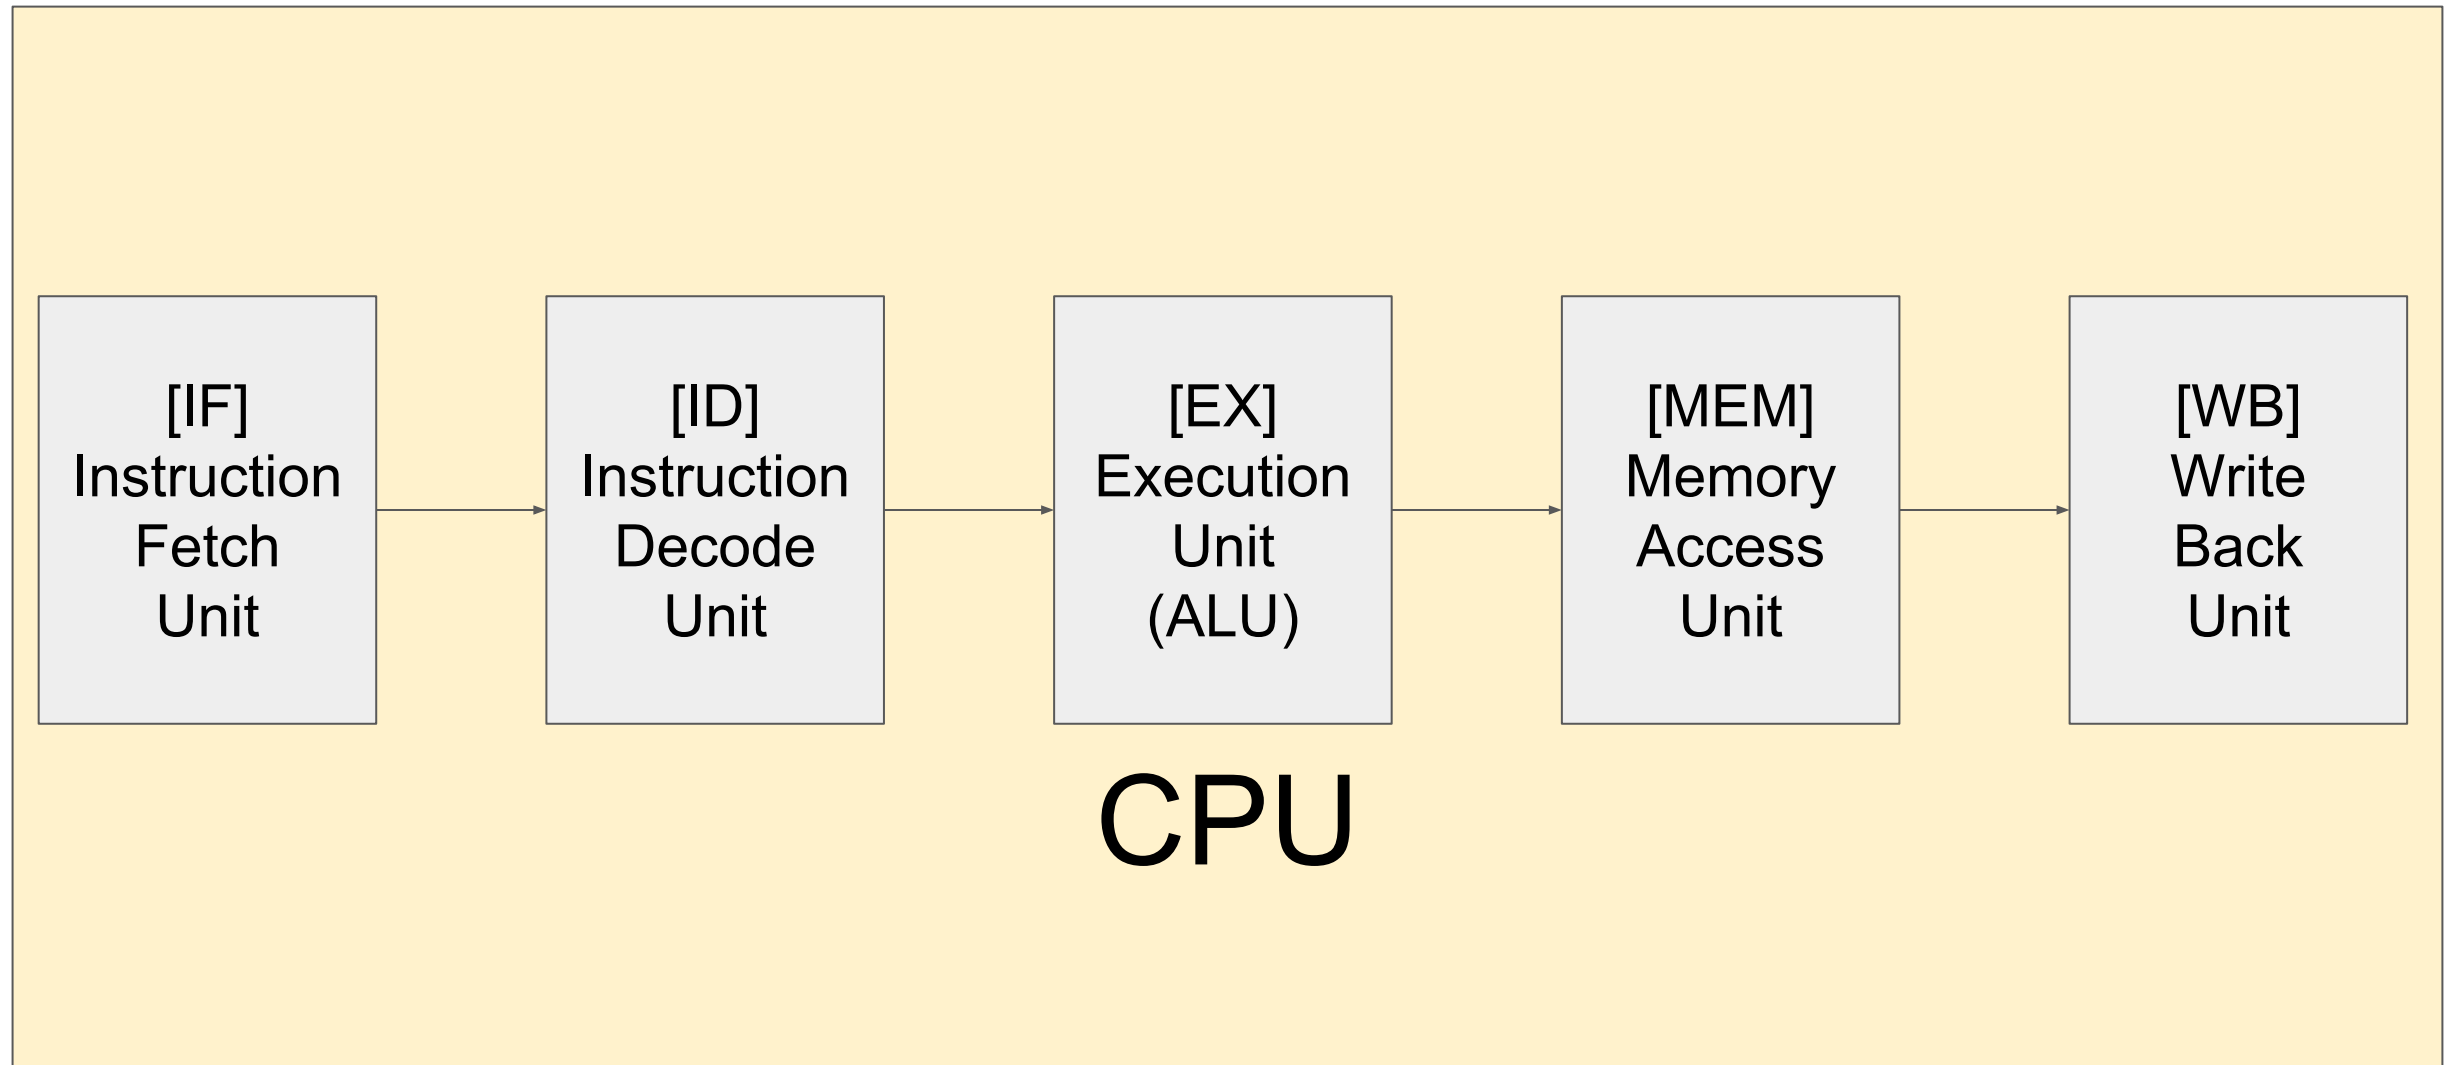 [IF]
Instruction
Fetch
Unit
[ID]
Instruction
Decode
Unit
[EX]
Execution
Unit
(ALU)
[MEM]
Memory
Access
Unit
[WB]
Write
Back
Unit
CPU